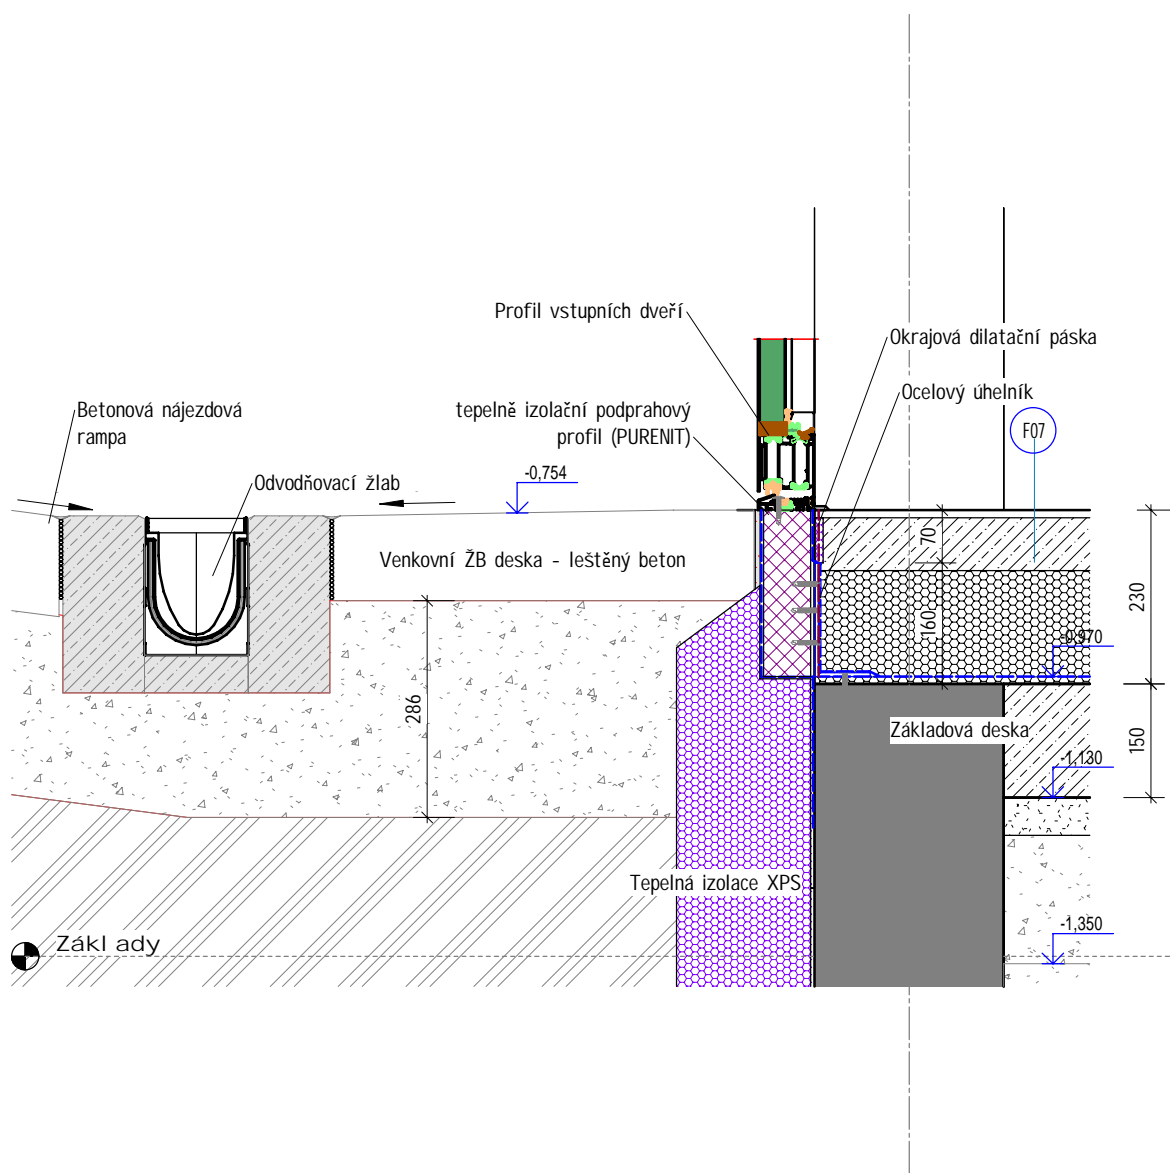 Profil vstupních dveří
Okrajová dilatační páska
Ocelový úhelník
Betonová nájezdová
rampa
tepelně izolační podprahový
profil (PURENIT)
F07
Odvodňovací žlab
-0,754
Venkovní ŽB deska - leštěný beton
70
230
160
-0,970
286
Základová deska
150
-1,130
Tepelná izolace XPS
-1,350
Zákl ady